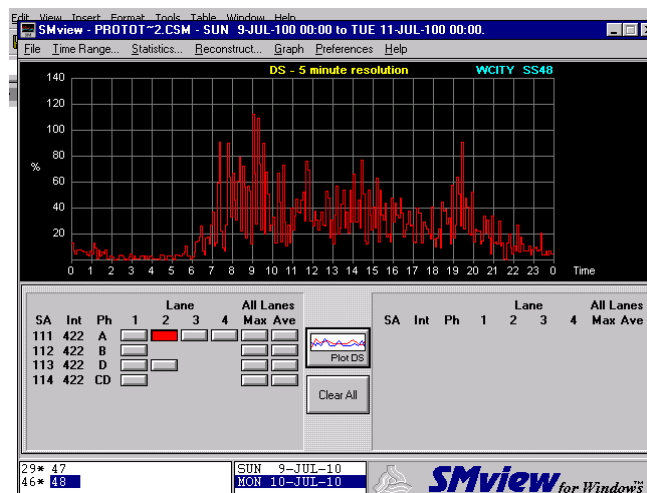 Edit View Insert Format Tools Table Window Help
SMview - PROTOT~2.CSM - SUN 9-JUL-100 00:00 to TUE 11-JUL-100 00:00.
File Time Range... Statistics... Reconstruct... Graph Preferences Help
DS - 5 minute resolution WCITY SS48
140
120
100
80
%
60
40
20
0 1 2 3 4 5 6 7 8 9 10 11 12 13 14 15 16 17 18 19 20 21 22 23 0 Time
Lane All Lanes
SA Int Ph 1 2 3 4 Max Ave
111 422 A
112 422 B
113 422 D
114 422 CD
Plot DS
Clear All
Lane All Lanes
SA Int Ph 1 2 3 4 Max Ave
29* 47
46* 48
SUN 9-JUL-10
MON 10-JUL-10
SMview for Windows™